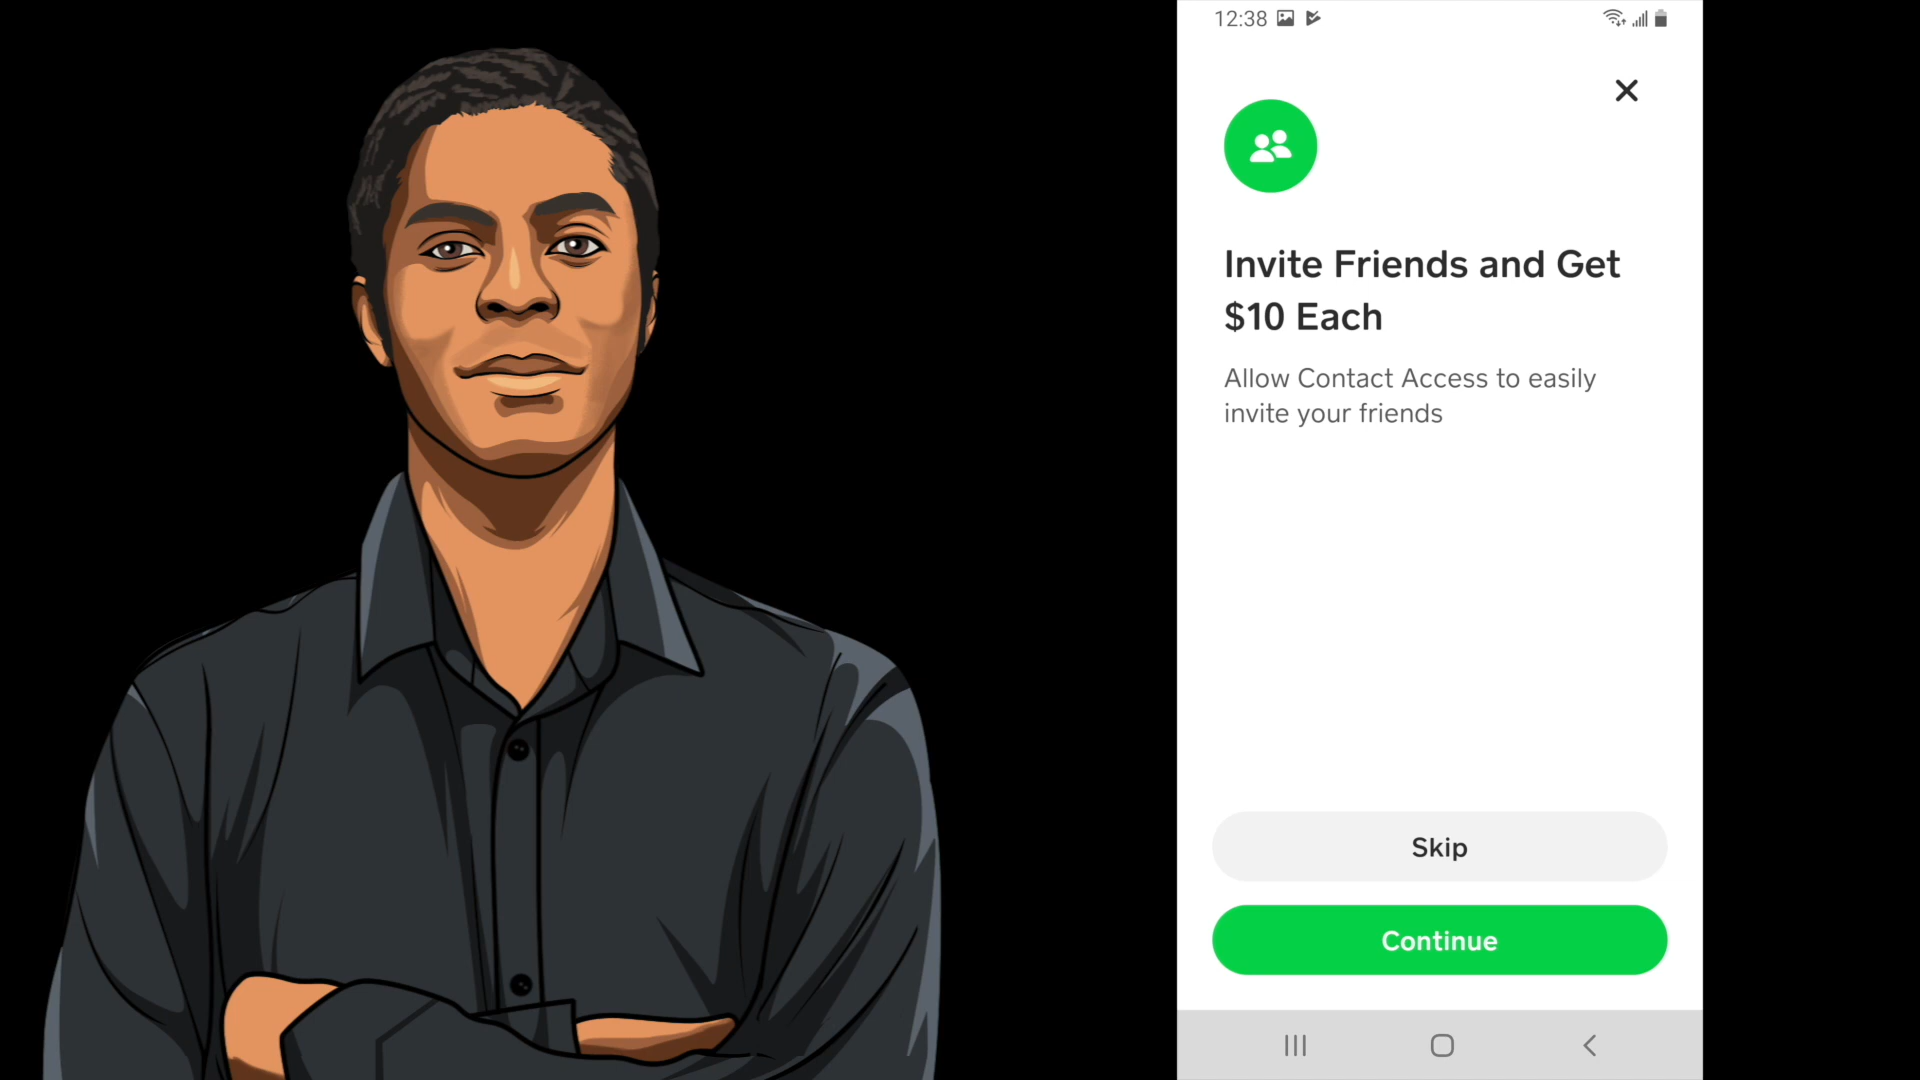 12:38
Invite Friends and Get
$10 Each
Allow Contact Access to easily
invite your friends
Skip
Continue